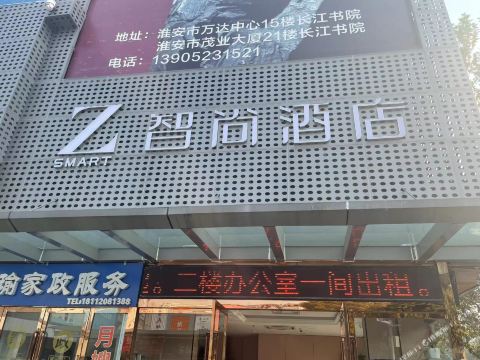 地址：淮安市万达中心15楼长江书院
淮安市茂业大厦21楼长江书院
电话：13905232521
Z 智尚酒店
SMART
家政服务
TEL:18112081388
二楼办公室一间出租。
月嫂